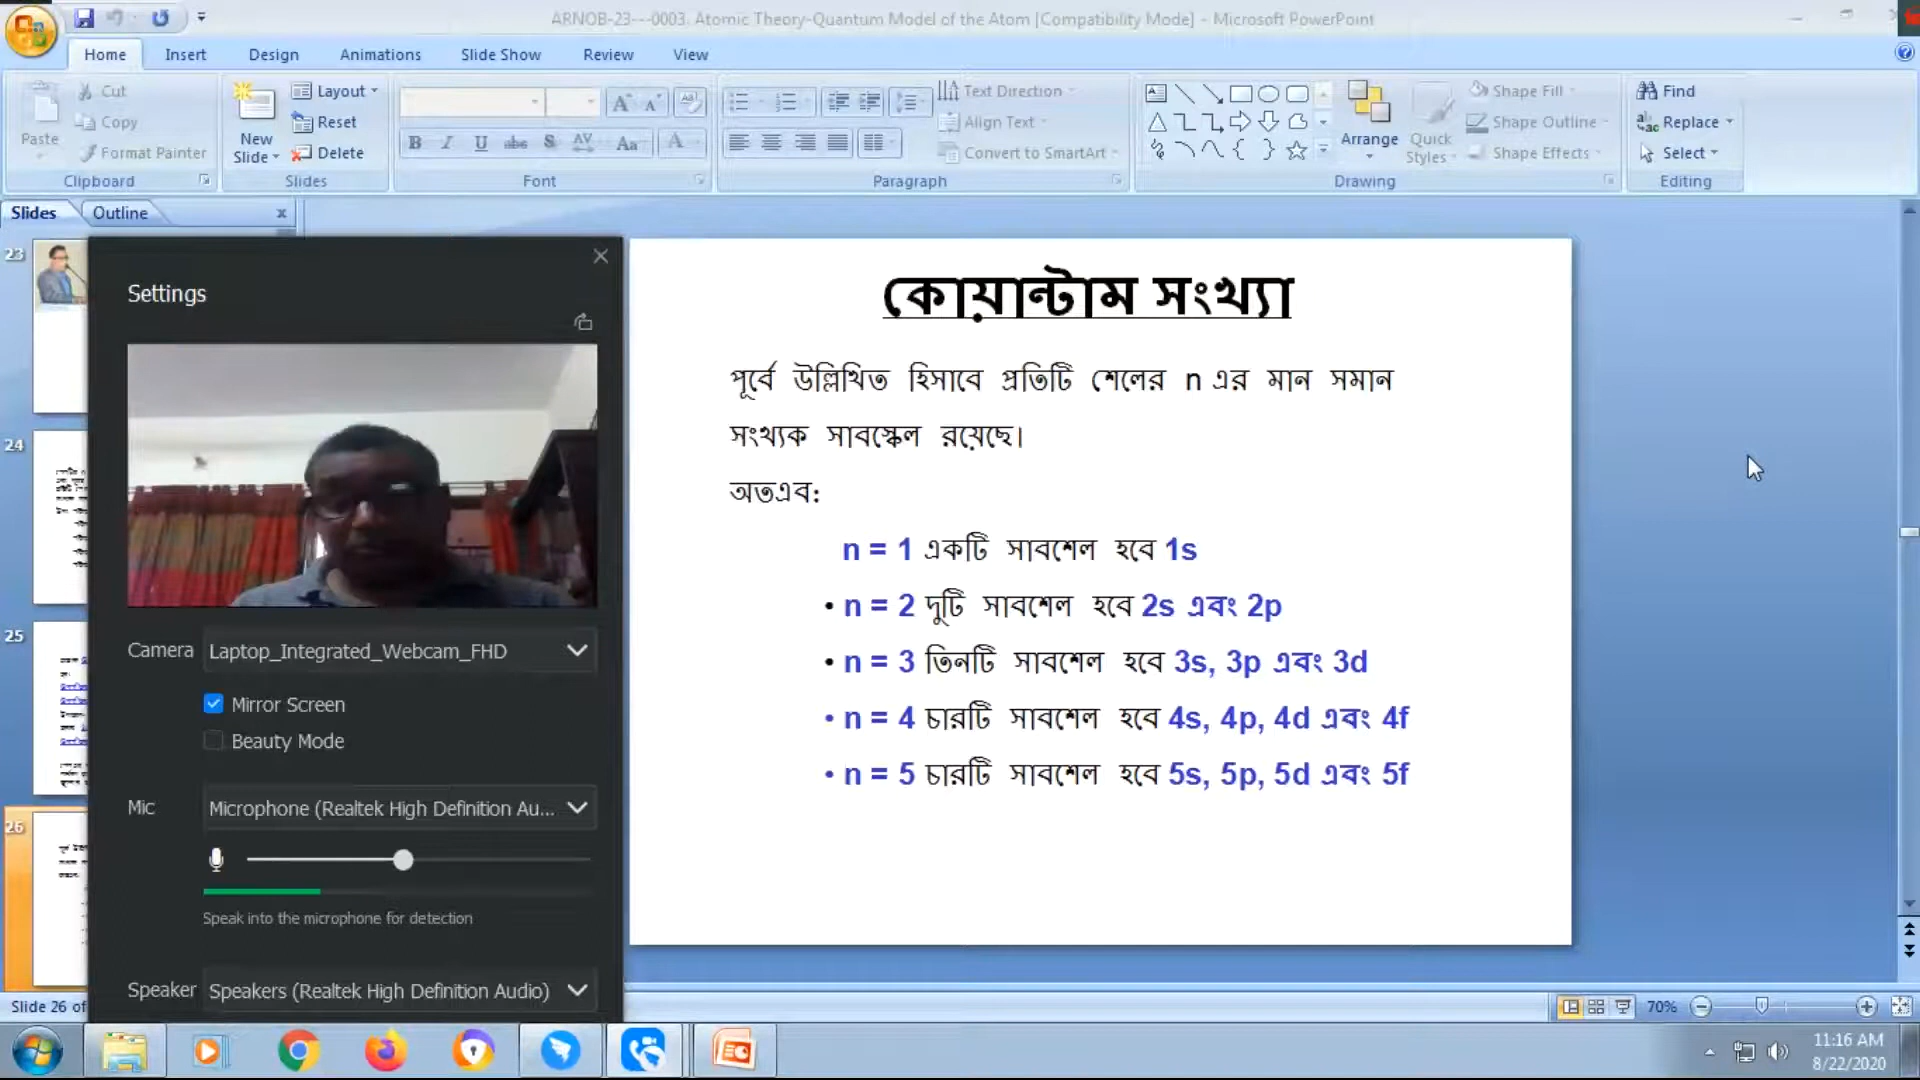 ARNOB-23---0003. Atomic Theory-Quantum Model of the Atom [Compatibility Mode] - Microsoft PowerPoint
Home Insert Design Animations Slide Show Review View
Paste
Cut
Copy
Format Painter
Clipboard
New Slide
Layout
Reset
Delete
Slides
B I U abc S AV Aa A
Font
Text Direction
Align Text
Convert to SmartArt
Paragraph
Arrange
Quick Styles
Shape Fill
Shape Outline
Shape Effects
Drawing
Find
Replace
Select
Editing
Slides Outline x
23
24
25
26
Settings
Camera Laptop_Integrated_Webcam_FHD
Mirror Screen
Beauty Mode
Mic Microphone (Realtek High Definition Au...
Speak into the microphone for detection
Speaker Speakers (Realtek High Definition Audio)
কোয়ান্টাম সংখ্যা
পূর্বে উল্লিখিত হিসাবে প্রতিটি শেলের n এর মান সমান
সংখ্যক সাবস্কেল রয়েছে।
অতএব:
n = 1 একটি সাবশেল হবে 1s
• n = 2 দুটি সাবশেল হবে 2s এবং 2p
• n = 3 তিনটি সাবশেল হবে 3s, 3p এবং 3d
• n = 4 চারটি সাবশেল হবে 4s, 4p, 4d এবং 4f
• n = 5 চারটি সাবশেল হবে 5s, 5p, 5d এবং 5f
Slide 26 of
70%
11:16 AM
8/22/2020